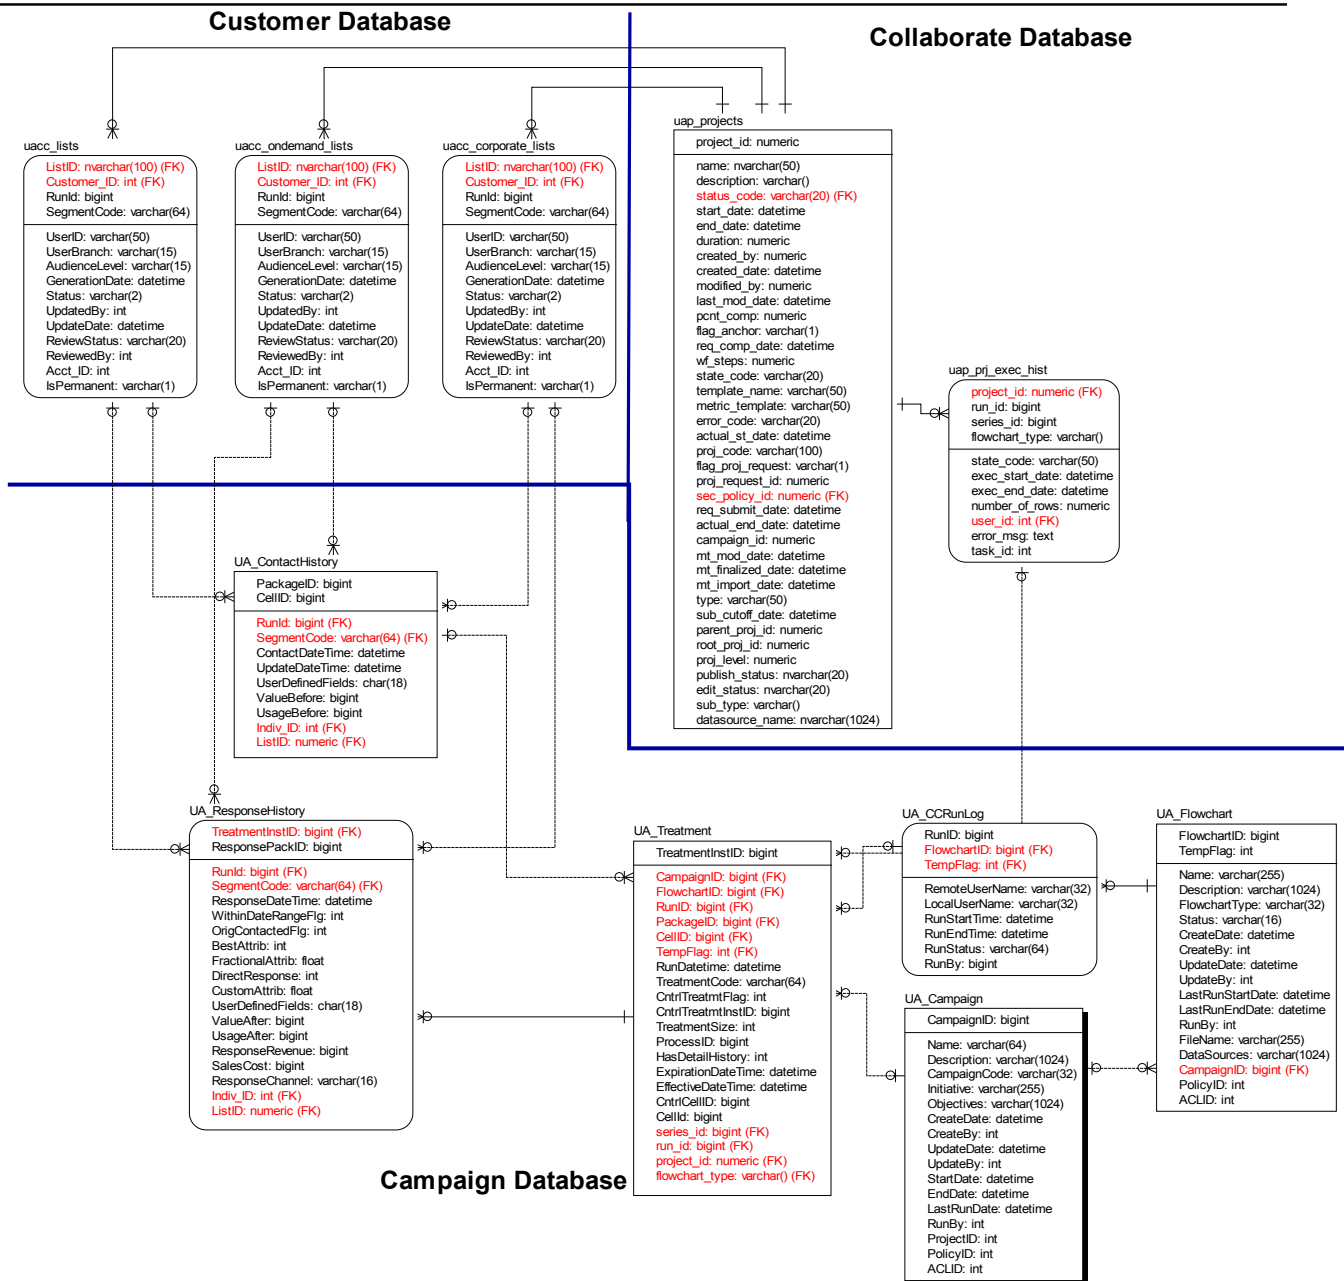 Customer Database
Collaborate Database
uacc_lists
ListID: nvarchar(100) (FK)
Customer_ID: int (FK)
RunId: bigint
SegmentCode: varchar(64)
UserID: varchar(50)
UserBranch: varchar(15)
AudienceLevel: varchar(15)
GenerationDate: datetime
Status: varchar(2)
UpdatedBy: int
UpdateDate: datetime
ReviewStatus: varchar(20)
ReviewedBy: int
Acct_ID: int
IsPermanent: varchar(1)
uacc_ondemand_lists
ListID: nvarchar(100) (FK)
Customer_ID: int (FK)
RunId: bigint
SegmentCode: varchar(64)
UserID: varchar(50)
UserBranch: varchar(15)
AudienceLevel: varchar(15)
GenerationDate: datetime
Status: varchar(2)
UpdatedBy: int
UpdateDate: datetime
ReviewStatus: varchar(20)
ReviewedBy: int
Acct_ID: int
IsPermanent: varchar(1)
uacc_corporate_lists
ListID: nvarchar(100) (FK)
Customer_ID: int (FK)
RunId: bigint
SegmentCode: varchar(64)
UserID: varchar(50)
UserBranch: varchar(15)
AudienceLevel: varchar(15)
GenerationDate: datetime
Status: varchar(2)
UpdatedBy: int
UpdateDate: datetime
ReviewStatus: varchar(20)
ReviewedBy: int
Acct_ID: int
IsPermanent: varchar(1)
uap_projects
project_id: numeric
name: nvarchar(50)
description: varchar()
status_code: varchar(20) (FK)
start_date: datetime
end_date: datetime
duration: numeric
created_by: numeric
created_date: datetime
modified_by: numeric
last_mod_date: datetime
pcnt_comp: numeric
flag_anchor: varchar(1)
req_comp_date: datetime
wf_steps: numeric
state_code: varchar(20)
template_name: varchar(50)
metric_template: varchar(50)
error_code: varchar(20)
actual_st_date: datetime
proj_code: varchar(100)
flag_proj_request: varchar(1)
proj_request_id: numeric
sec_policy_id: numeric (FK)
req_submit_date: datetime
actual_end_date: datetime
campaign_id: numeric
mt_mod_date: datetime
mt_finalized_date: datetime
mt_import_date: datetime
type: varchar(50)
sub_cutoff_date: datetime
parent_proj_id: numeric
root_proj_id: numeric
proj_level: numeric
publish_status: nvarchar(20)
edit_status: nvarchar(20)
sub_type: varchar()
datasource_name: nvarchar(1024)
uap_prj_exec_hist
project_id: numeric (FK)
run_id: bigint
series_id: bigint
flowchart_type: varchar()
state_code: varchar(50)
exec_start_date: datetime
exec_end_date: datetime
number_of_rows: numeric
user_id: int (FK)
error_msg: text
task_id: int
UA_ContactHistory
PackageID: bigint
CellID: bigint
RunId: bigint (FK)
SegmentCode: varchar(64) (FK)
ContactDateTime: datetime
UpdateDateTime: datetime
UserDefinedFields: char(18)
ValueBefore: bigint
UsageBefore: bigint
Indiv_ID: int (FK)
ListID: numeric (FK)
UA_ResponseHistory
TreatmentInstID: bigint (FK)
ResponsePackID: bigint
RunId: bigint (FK)
SegmentCode: varchar(64) (FK)
ResponseDateTime: datetime
WithinDateRangeFlg: int
OrigContactedFlg: int
BestAttrib: int
FractionalAttrib: float
DirectResponse: int
CustomAttrib: float
UserDefinedFields: char(18)
ValueAfter: bigint
UsageAfter: bigint
ResponseRevenue: bigint
SalesCost: bigint
ResponseChannel: varchar(16)
Indiv_ID: int (FK)
ListID: numeric (FK)
UA_Treatment
TreatmentInstID: bigint
CampaignID: bigint (FK)
FlowchartID: bigint (FK)
RunID: bigint (FK)
PackageID: bigint (FK)
CellID: bigint (FK)
TempFlag: int (FK)
RunDatetime: datetime
TreatmentCode: varchar(64)
CntrlTreatmtFlag: int
CntrlTreatmtInstID: bigint
TreatmentSize: int
ProcessID: bigint
HasDetailHistory: int
ExpirationDateTime: datetime
EffectiveDateTime: datetime
CntrlCellID: bigint
CellId: bigint
series_id: bigint (FK)
run_id: bigint (FK)
project_id: numeric (FK)
flowchart_type: varchar() (FK)
UA_CCRunLog
RunID: bigint
FlowchartID: bigint (FK)
TempFlag: int (FK)
RemoteUserName: varchar(32)
LocalUserName: varchar(32)
RunStartTime: datetime
RunEndTime: datetime
RunStatus: varchar(64)
RunBy: bigint
UA_Flowchart
FlowchartID: bigint
TempFlag: int
Name: varchar(255)
Description: varchar(1024)
FlowchartType: varchar(32)
Status: varchar(16)
CreateDate: datetime
CreateBy: int
UpdateDate: datetime
UpdateBy: int
LastRunStartDate: datetime
LastRunEndDate: datetime
RunBy: int
FileName: varchar(255)
DataSources: varchar(1024)
CampaignID: bigint (FK)
PolicyID: int
ACLID: int
UA_Campaign
CampaignID: bigint
Name: varchar(64)
Description: varchar(1024)
CampaignCode: varchar(32)
Initiative: varchar(255)
Objectives: varchar(1024)
CreateDate: datetime
CreateBy: int
UpdateDate: datetime
UpdateBy: int
StartDate: datetime
EndDate: datetime
LastRunDate: datetime
RunBy: int
ProjectID: int
PolicyID: int
ACLID: int
Campaign Database